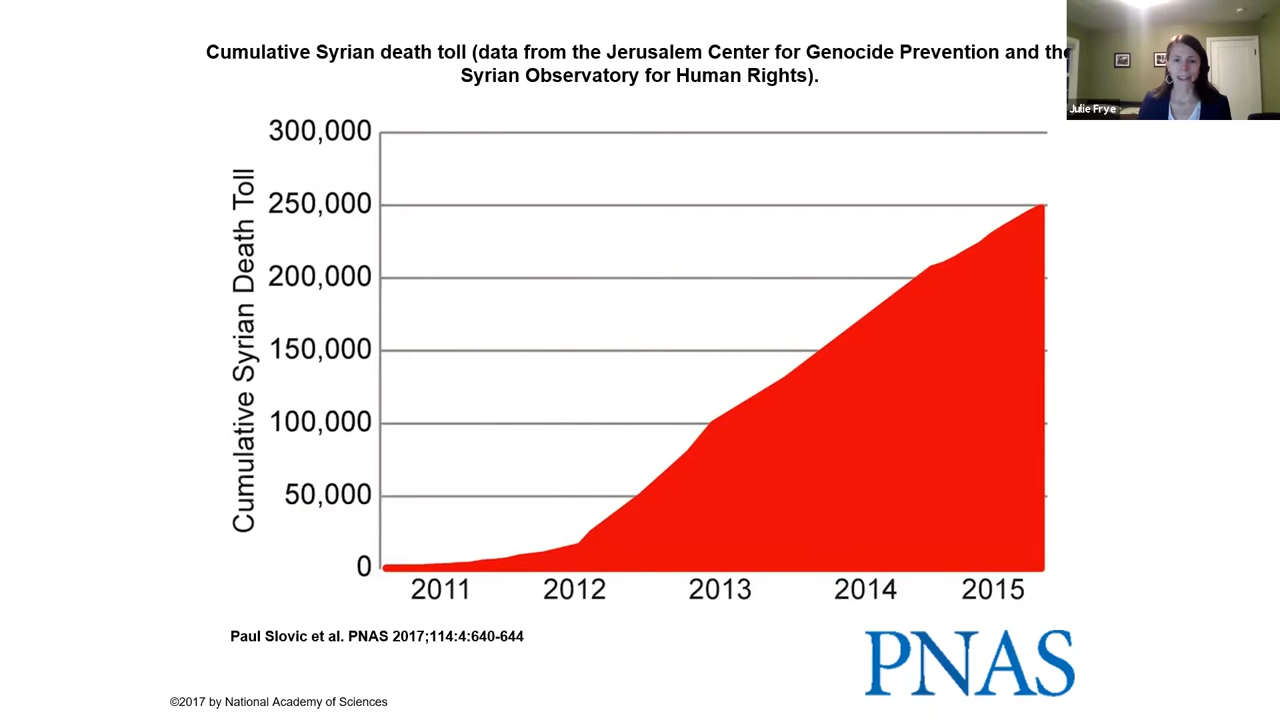 Cumulative Syrian death toll (data from the Jerusalem Center for Genocide Prevention and the
Syrian Observatory for Human Rights).
Julie Frye
Cumulative Syrian Death Toll
300,000
250,000
200,000
150,000
100,000
50,000
0
2011 2012 2013 2014 2015
Paul Slovic et al. PNAS 2017;114:4:640-644
PNAS
©2017 by National Academy of Sciences